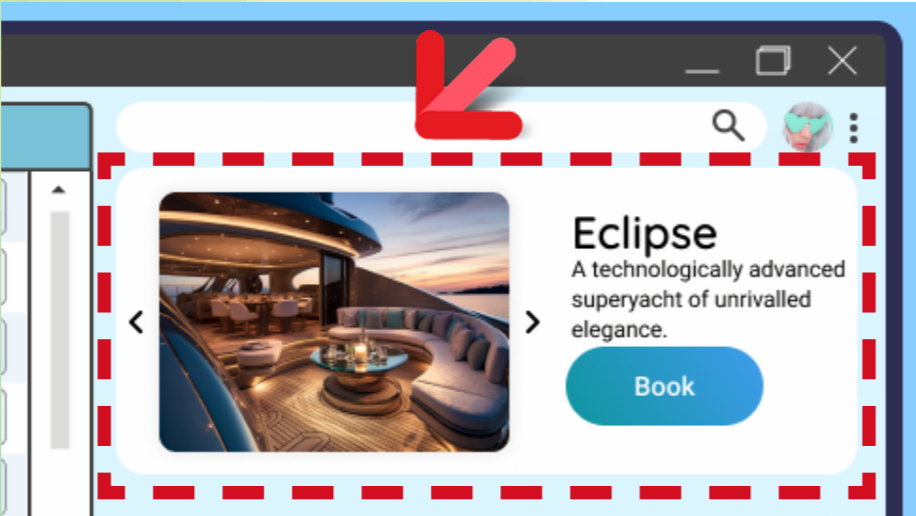 Eclipse
A technologically advanced
superyacht of unrivalled
elegance.
Book